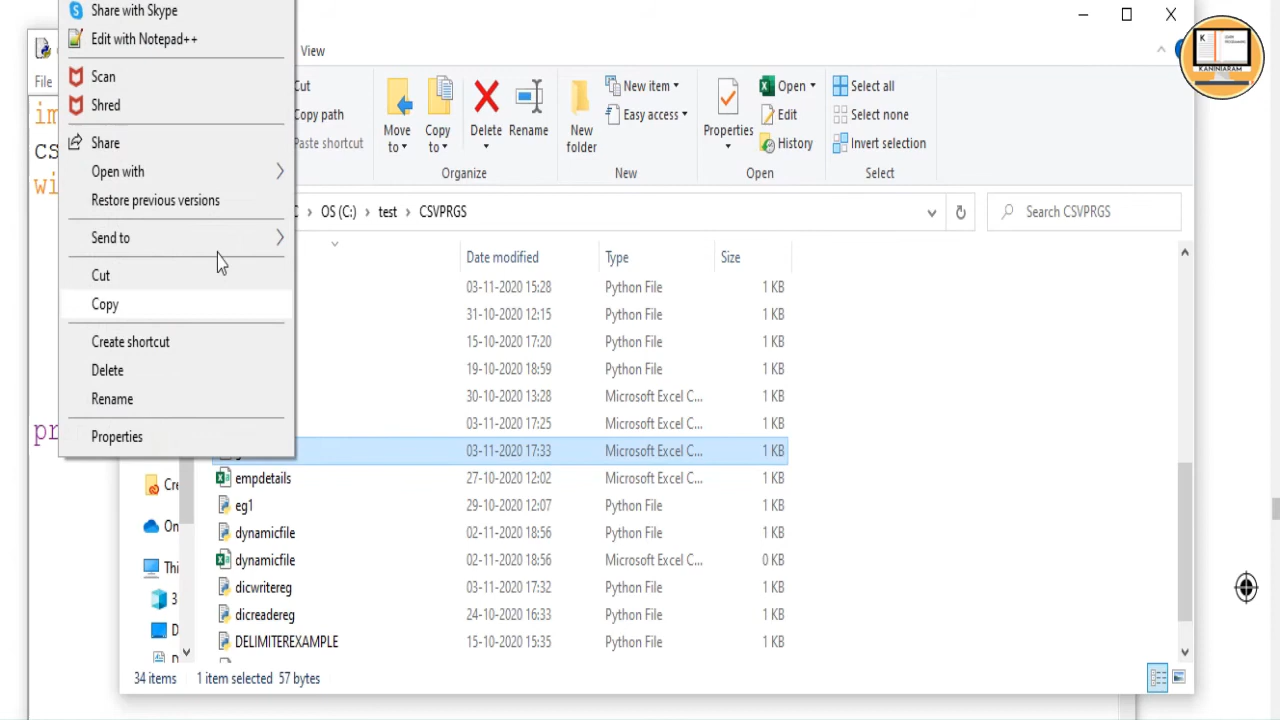 Share with Skype
Edit with Notepad++
Scan
Shred
Share
Open with
Restore previous versions
Send to
Cut
Copy
Create shortcut
Delete
Rename
Properties
File
im
cs
wi
pr
View
Cut
Copy path
Paste shortcut
Move to
Copy to
Delete
Rename
Organize
New folder
New item
Easy access
New
Properties
Open
Edit
History
Open
Select all
Select none
Invert selection
Select
KANINIARAM
C > OS (C:) > test > CSVPRGS
Search CSVPRGS
Date modified Type Size
03-11-2020 15:28 Python File 1 KB
31-10-2020 12:15 Python File 1 KB
15-10-2020 17:20 Python File 1 KB
19-10-2020 18:59 Python File 1 KB
30-10-2020 13:28 Microsoft Excel C... 1 KB
03-11-2020 17:25 Microsoft Excel C... 1 KB
03-11-2020 17:33 Microsoft Excel C... 1 KB
empdetails 27-10-2020 12:02 Microsoft Excel C... 1 KB
eg1 29-10-2020 12:07 Python File 1 KB
dynamicfile 02-11-2020 18:56 Python File 1 KB
dynamicfile 02-11-2020 18:56 Microsoft Excel C... 0 KB
dicwritereg 03-11-2020 17:32 Python File 1 KB
dicreadereg 24-10-2020 16:33 Python File 1 KB
DELIMITEREXAMPLE 15-10-2020 15:35 Python File 1 KB
Cre
On
Thi
3
D
D
34 items 1 item selected 57 bytes